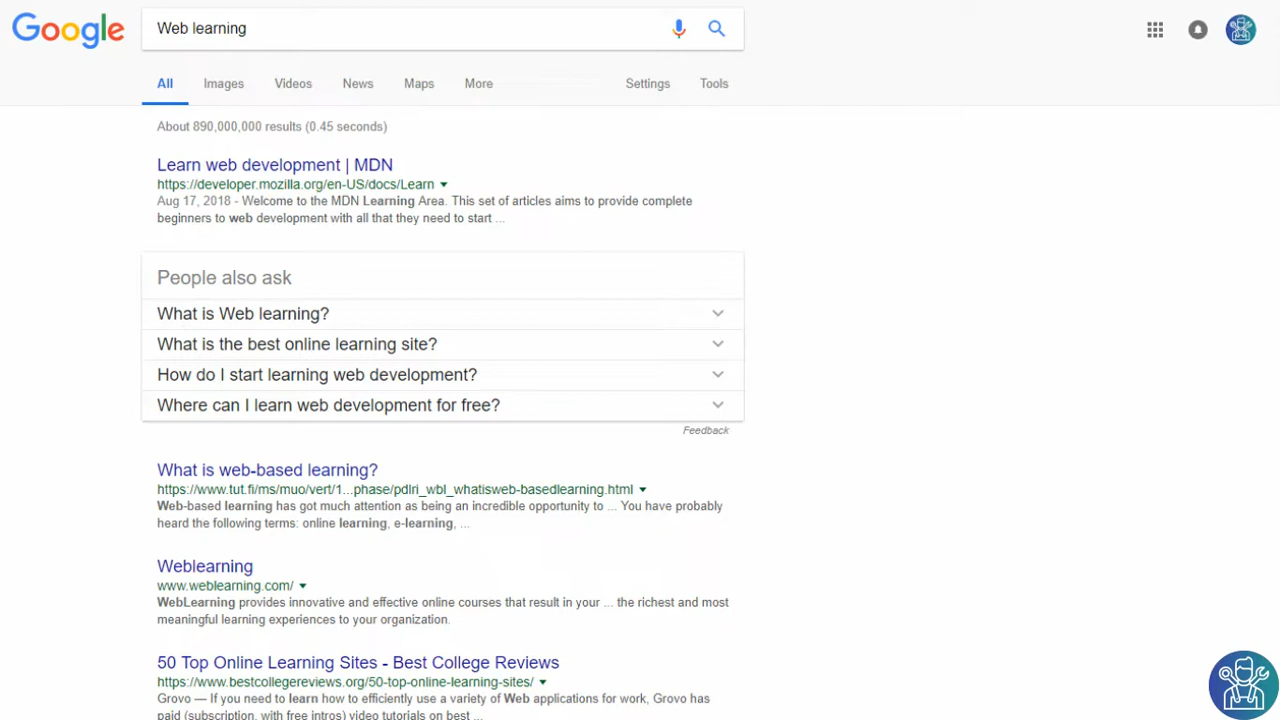 Google
Web learning
All Images Videos News Maps More Settings Tools
About 890,000,000 results (0.45 seconds)
Learn web development | MDN
https://developer.mozilla.org/en-US/docs/Learn
Aug 17, 2018 - Welcome to the MDN Learning Area. This set of articles aims to provide complete
beginners to web development with all that they need to start ...
People also ask
What is Web learning?
What is the best online learning site?
How do I start learning web development?
Where can I learn web development for free?
Feedback
What is web-based learning?
https://www.tut.fi/ms/muo/vert/1...phase/pdlri_wbl_whatisweb-basedlearning.html
Web-based learning has got much attention as being an incredible opportunity to ... You have probably
heard the following terms: online learning, e-learning, ...
Weblearning
www.weblearning.com/
WebLearning provides innovative and effective online courses that result in your ... the richest and most
meaningful learning experiences to your organization.
50 Top Online Learning Sites - Best College Reviews
https://www.bestcollegereviews.org/50-top-online-learning-sites/
Grovo — If you need to learn how to efficiently use a variety of Web applications for work, Grovo has
paid (subscription, with free intros) video tutorials on best ...